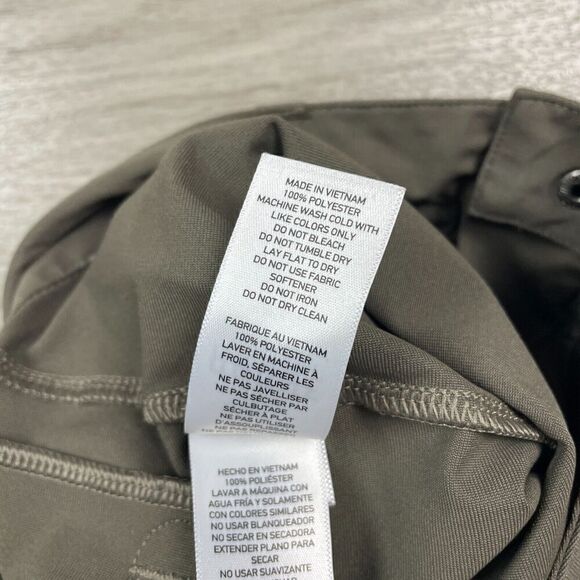 MADE IN VIETNAM
100% POLYESTER
MACHINE WASH COLD WITH
LIKE COLORS ONLY
DO NOT BLEACH
DO NOT TUMBLE DRY
LAY FLAT TO DRY
DO NOT USE FABRIC
SOFTENER
DO NOT IRON
DO NOT DRY CLEAN
FABRIQUE AU VIETNAM
100% POLYESTER
LAVER EN MACHINE À
FROID, SÉPARER LES
COULEURS
NE PAS JAVELLISER
NE PAS SÉCHER PAR
CULBUTAGE
SÉCHER À PLAT
NE PAS UTILISER
D'ASSOUPLISSANT
NE PAS REPASSER
HECHO EN VIETNAM
100% POLIÉSTER
LAVAR A MÁQUINA CON
AGUA FRÍA Y SOLAMENTE
CON COLORES SIMILARES
NO USAR BLANQUEADOR
NO SECAR EN SECADORA
EXTENDER PLANO PARA
SECAR
NO USAR SUAVIZANTE